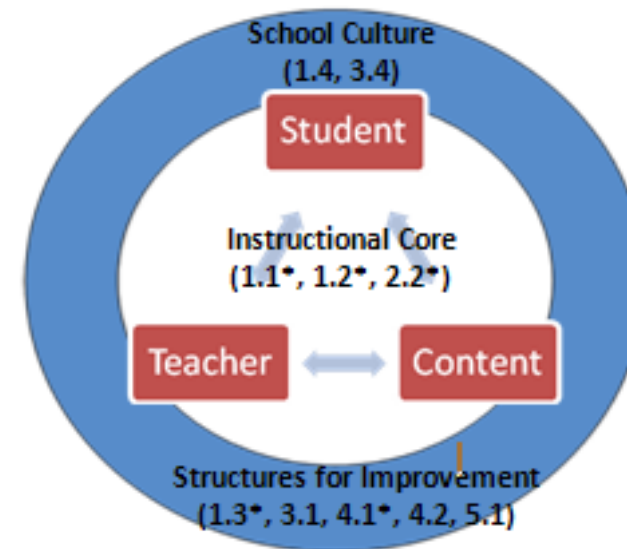 School Culture
(1.4, 3.4)
Student
Instructional Core
(1.1*, 1.2*, 2.2*)
Teacher
Content
Structures for Improvement
(1.3*, 3.1, 4.1*, 4.2, 5.1)